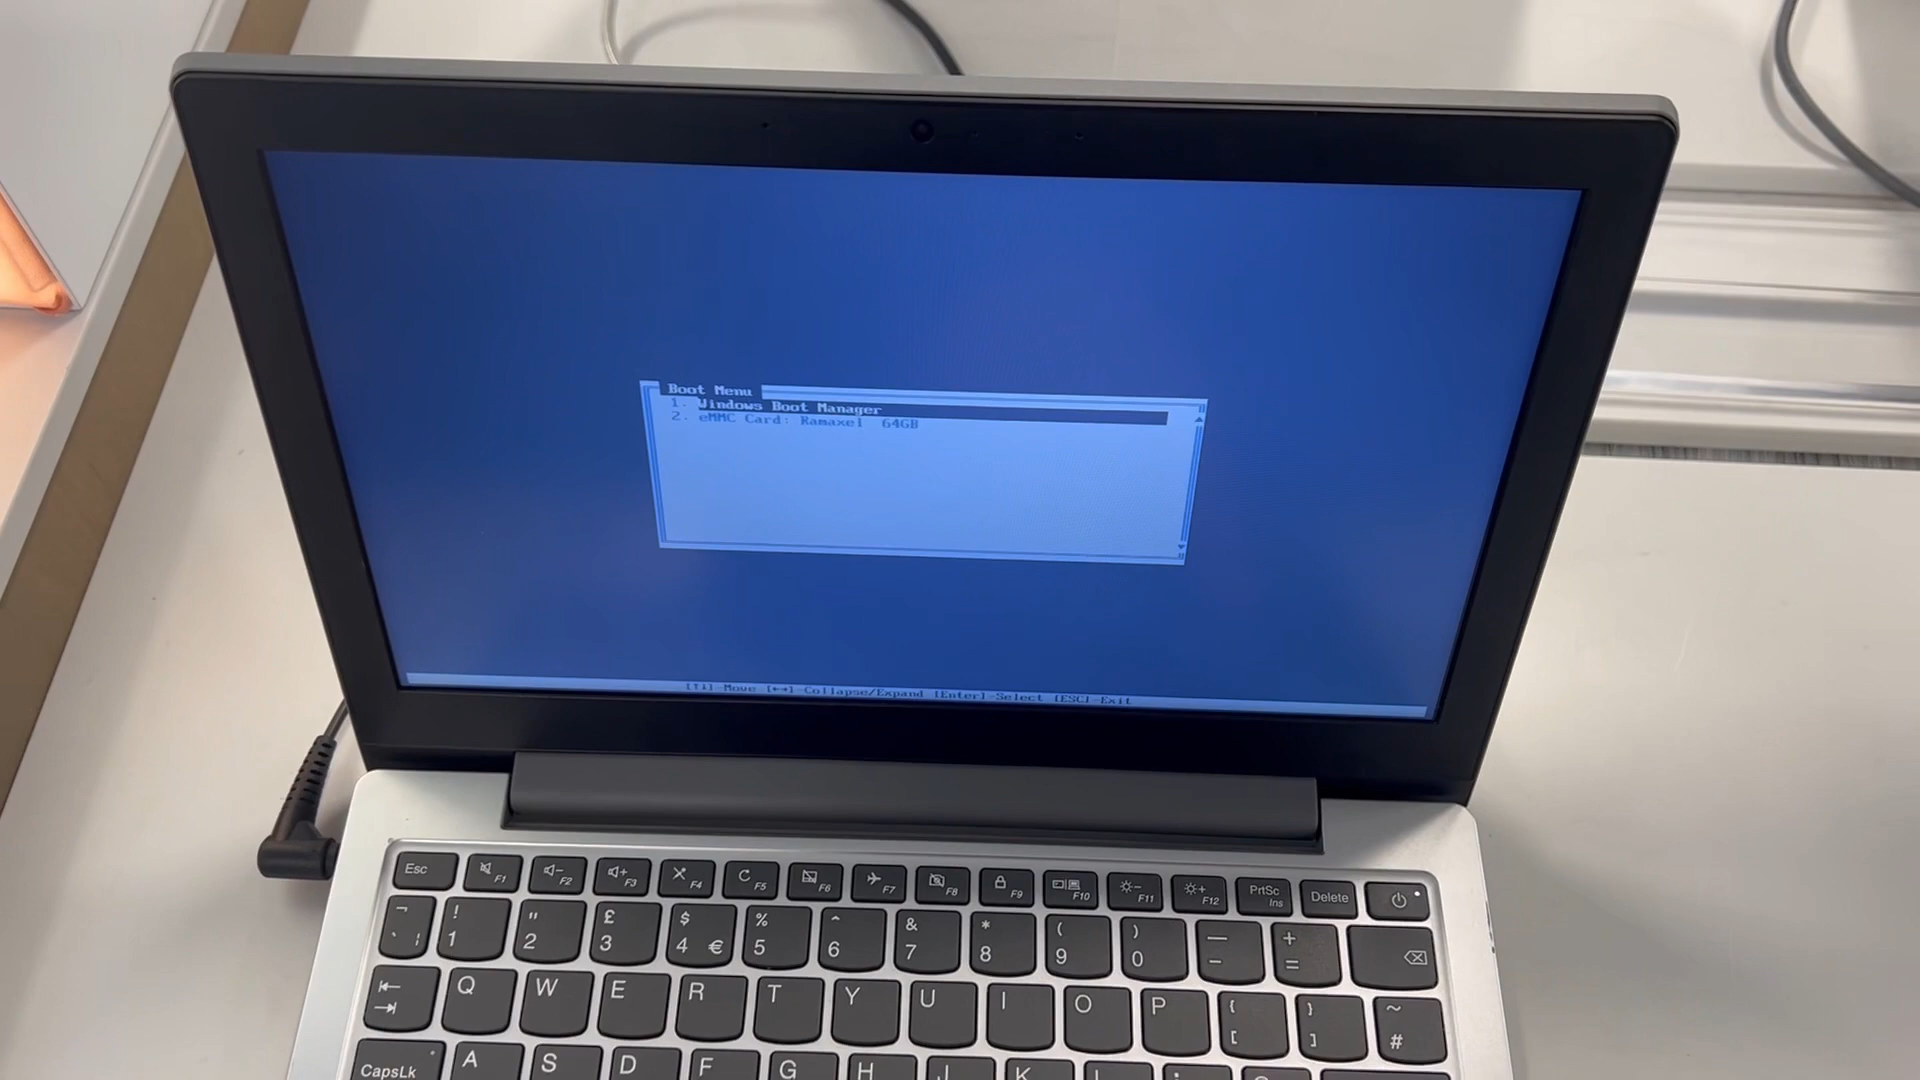 Boot Menu
1. Windows Boot Manager
2. eMMC Card: Ramaxel 64GB
[↑↓]-Move [←→]-Collapse/Expand [Enter]-Select [ESC]-Exit
Esc F1 F2 F3 F4 F5 F6 F7 F8 F9 F10 F11 F12 PrtSc Ins Delete
¬ ! " £ $ % ^ & * ( ) — +
` ¦ 1 2 3 4 € 5 6 7 8 9 0 - =
Q W E R T Y U I O P { } ~
[ ] #
CapsLk A S D F G H J K L